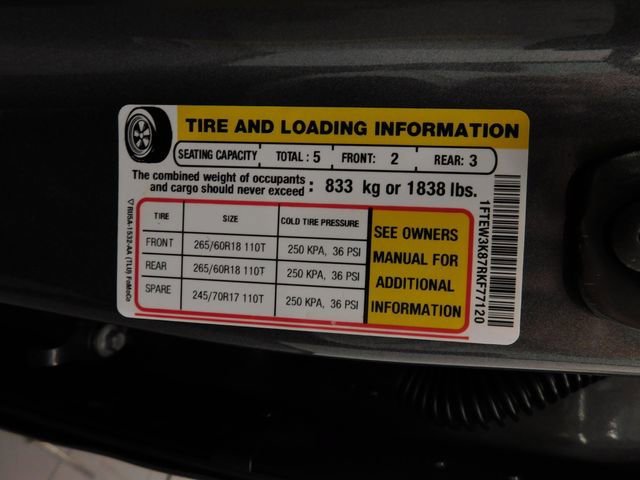 TIRE AND LOADING INFORMATION
SEATING CAPACITY TOTAL : 5 FRONT: 2 REAR: 3
The combined weight of occupants
and cargo should never exceed : 833 kg or 1838 lbs.
TIRE SIZE COLD TIRE PRESSURE
FRONT 265/60R18 110T 250 KPA, 36 PSI
REAR 265/60R18 110T 250 KPA, 36 PSI
SPARE 245/70R17 110T 250 KPA, 36 PSI
SEE OWNERS
MANUAL FOR
ADDITIONAL
INFORMATION
1FTEW3K87RKF77120
(TLU) FoMoCo